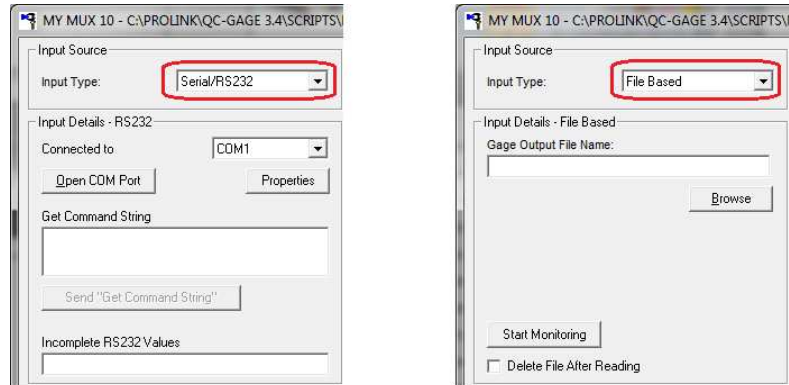 MY MUX 10 - C:\PROLINK\QC-GAGE 3.4\SCRIPTS\
Input Source
Input Type:
Serial/RS232
Input Details - RS232
Connected to
COM1
Open COM Port
Properties
Get Command String
Send "Get Command String"
Incomplete RS232 Values
MY MUX 10 - C:\PROLINK\QC-GAGE 3.4\SCRIPTS\
Input Source
Input Type:
File Based
Input Details - File Based
Gage Output File Name:
Browse
Start Monitoring
Delete File After Reading